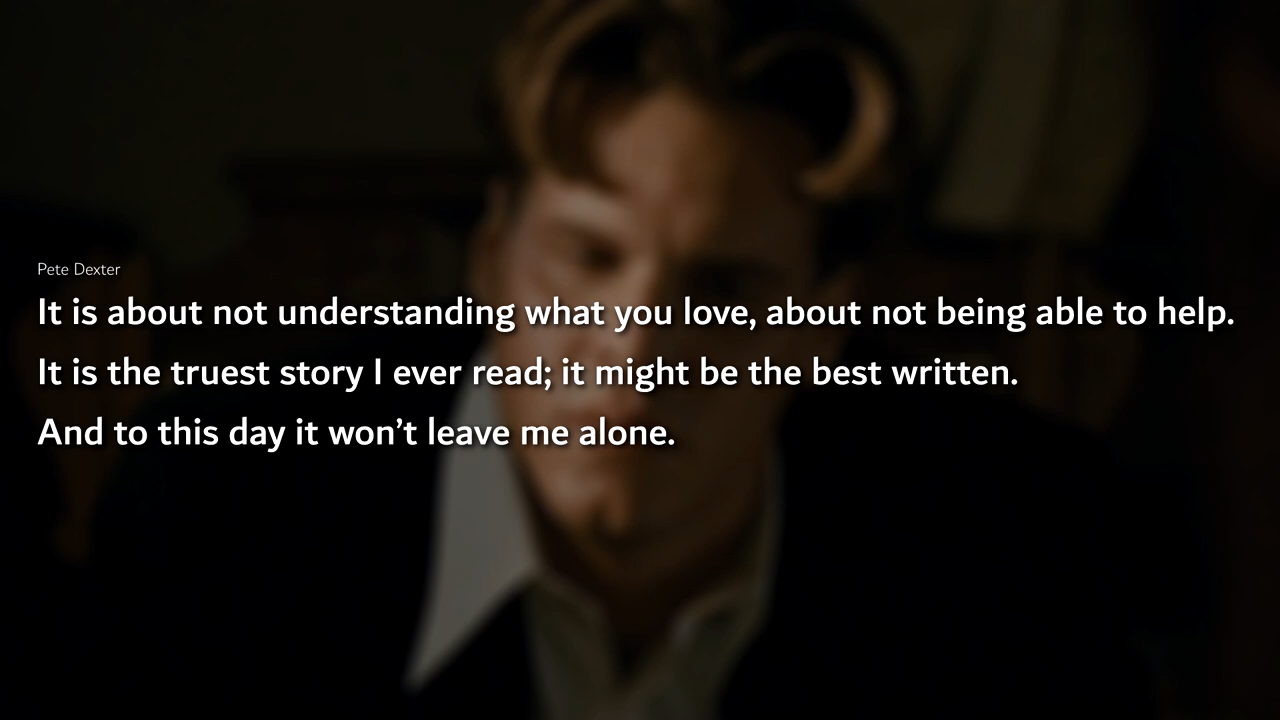 Pete Dexter
It is about not understanding what you love, about not being able to help.
It is the truest story I ever read; it might be the best written.
And to this day it won’t leave me alone.